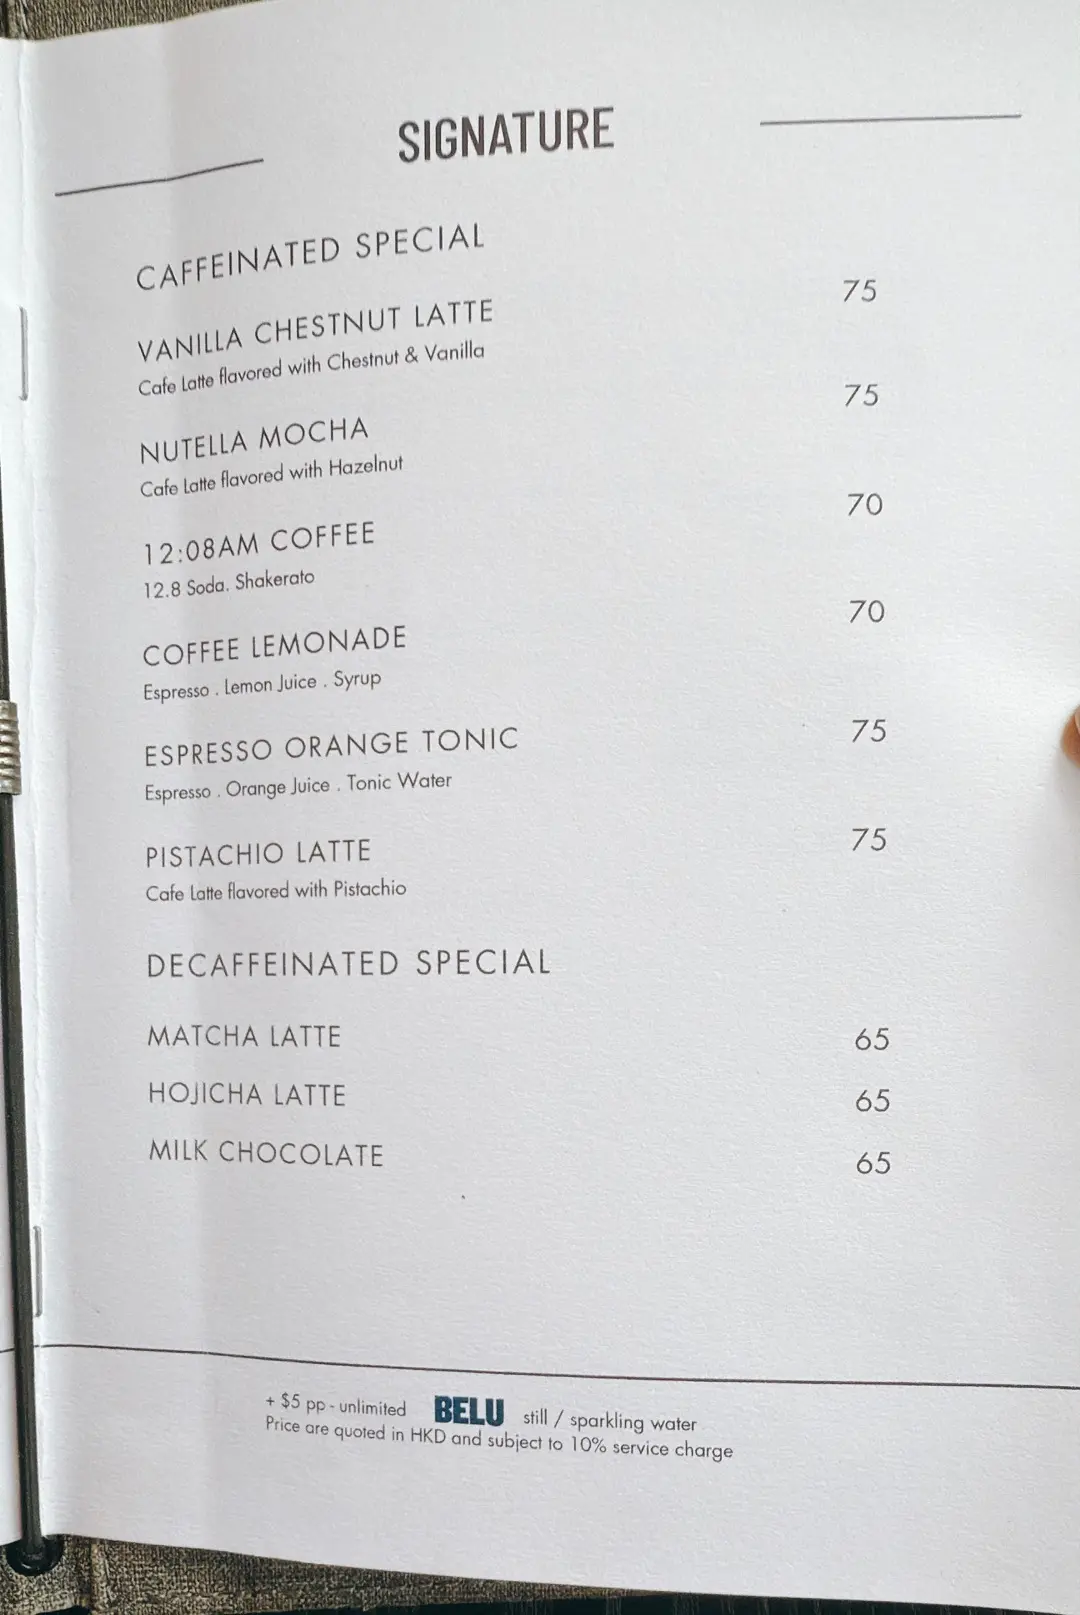 SIGNATURE
CAFFEINATED SPECIAL
VANILLA CHESTNUT LATTE 75
Cafe Latte flavored with Chestnut & Vanilla
NUTELLA MOCHA 75
Cafe Latte flavored with Hazelnut
12:08AM COFFEE 70
12.8 Soda. Shakerato
COFFEE LEMONADE 70
Espresso . Lemon Juice . Syrup
ESPRESSO ORANGE TONIC 75
Espresso . Orange Juice . Tonic Water
PISTACHIO LATTE 75
Cafe Latte flavored with Pistachio
DECAFFEINATED SPECIAL
MATCHA LATTE 65
HOJICHA LATTE 65
MILK CHOCOLATE 65
+ $5 pp - unlimited BELU still / sparkling water
Price are quoted in HKD and subject to 10% service charge